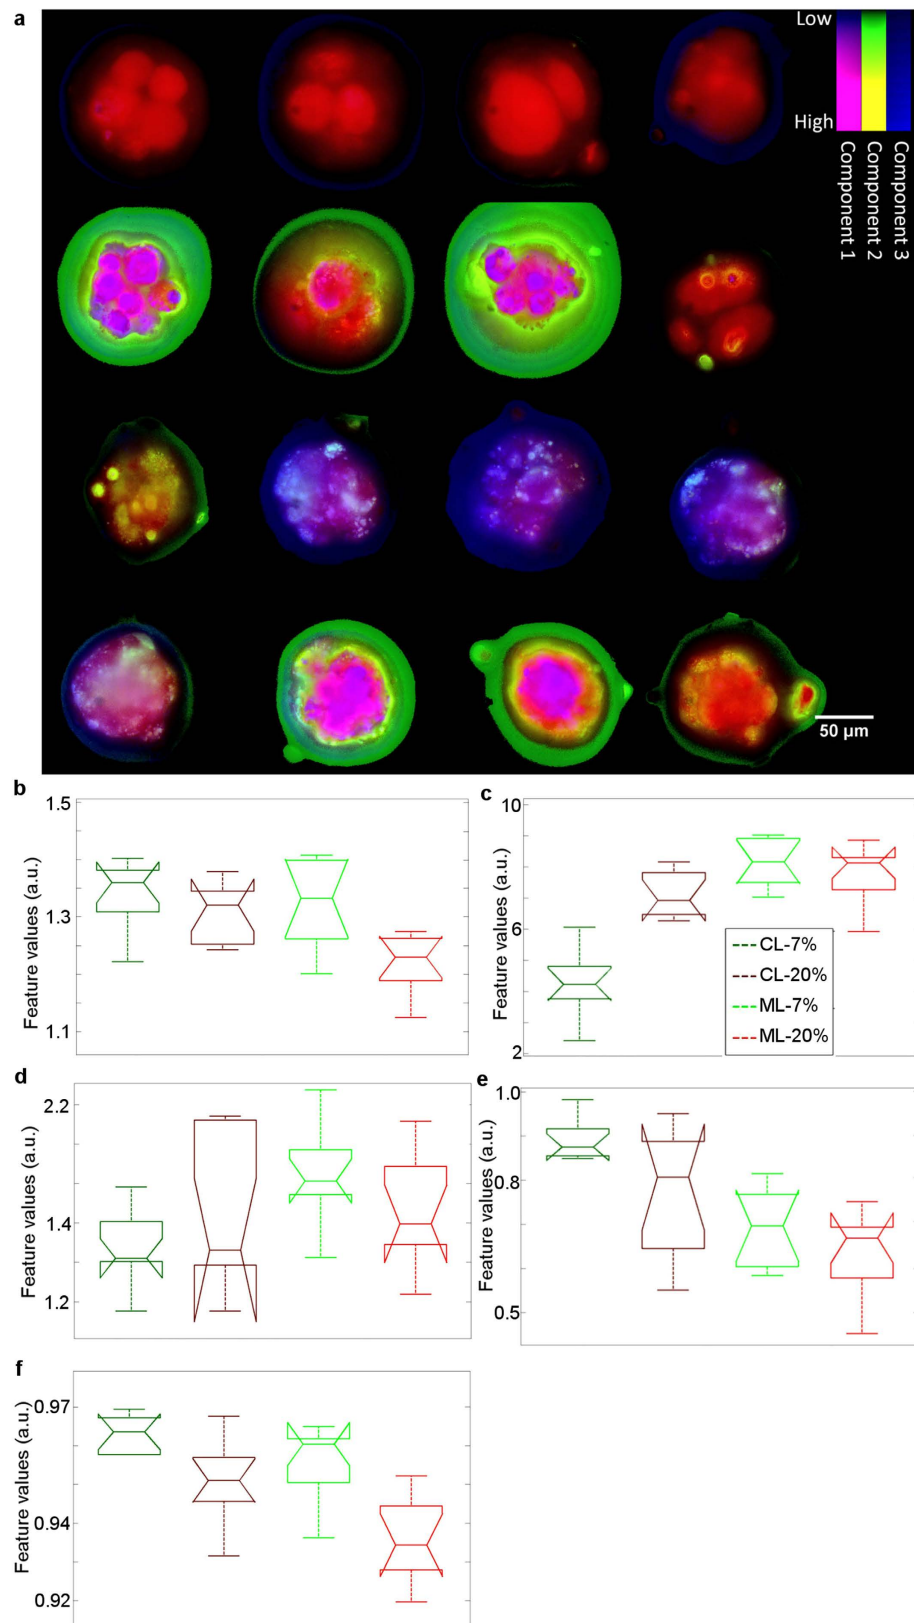 a
Low
High
Component 1
Component 2
Component 3
50 µm
b
1.5
1.3
1.1
Feature values (a.u.)
c
10
6
2
Feature values (a.u.)
CL-7%
CL-20%
ML-7%
ML-20%
d
2.2
1.4
1.2
Feature values (a.u.)
e
1.0
0.8
0.5
Feature values (a.u.)
f
0.97
0.94
0.92
Feature values (a.u.)